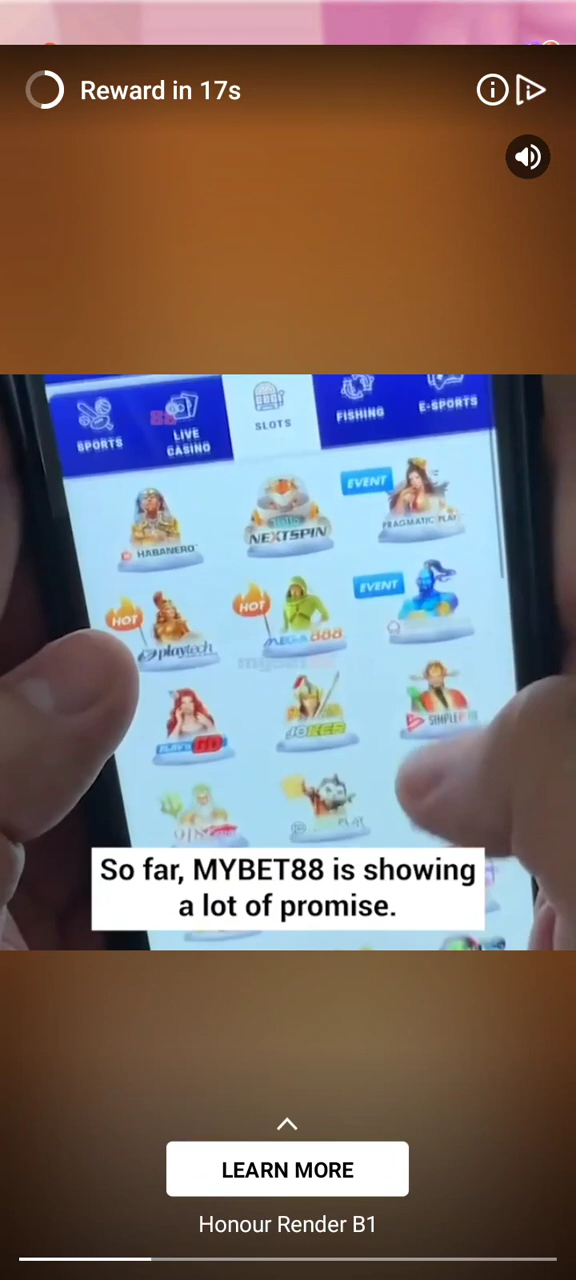 Reward in 17s
SPORTS
LIVE
CASINO
SLOTS
FISHING
E-SPORTS
HABANERO
NEXTSPIN
EVENT
PRAGMATIC PLAY
HOT
playtech
HOT
MEGA888
EVENT
JOKER
So far, MYBET88 is showing
a lot of promise.
LEARN MORE
Honour Render B1